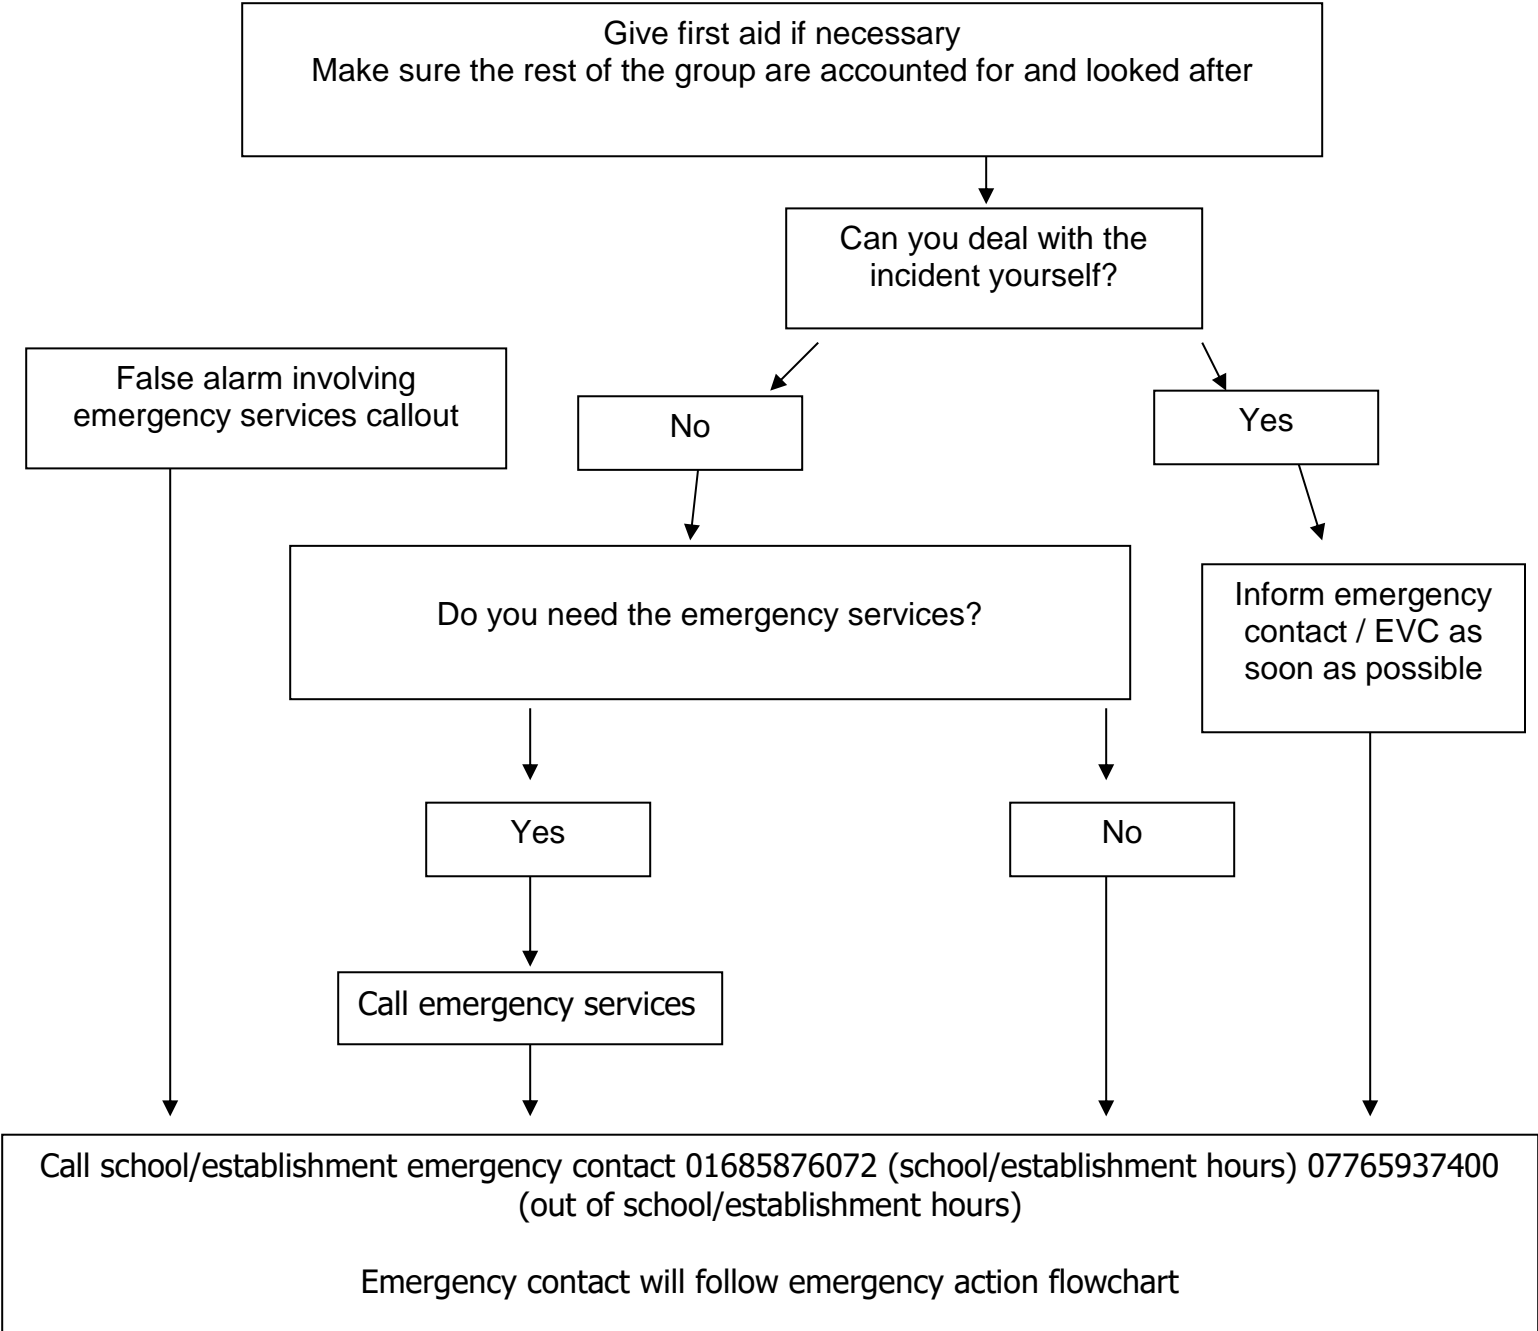 Give first aid if necessary
Make sure the rest of the group are accounted for and looked after
Can you deal with the
incident yourself?
False alarm involving
emergency services callout
No
Yes
Do you need the emergency services?
Inform emergency
contact / EVC as
soon as possible
Yes
No
Call emergency services
Call school/establishment emergency contact 01685876072 (school/establishment hours) 07765937400
(out of school/establishment hours)
Emergency contact will follow emergency action flowchart